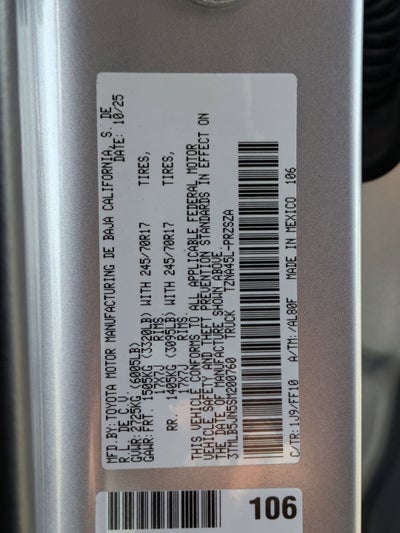 MFD.BY: TOYOTA MOTOR MANUFACTURING DE BAJA CALIFORNIA, S. DE
R.L. DE C.V. DATE: 10/25
GVWR: 2725KG (6005LB)
GAWR: FRT. 1505KG (3320LB) WITH 245/70R17 TIRES,
17X7J RIMS
RR. 1405KG (3095LB) WITH 245/70R17 TIRES,
17X7J RIMS
THIS VEHICLE CONFORMS TO ALL APPLICABLE FEDERAL MOTOR
VEHICLE SAFETY AND THEFT PREVENTION STANDARDS IN EFFECT ON
THE DATE OF MANUFACTURE SHOWN ABOVE.
3TMLB5JN5SM200760 TRUCK TZNA45L-PRZSZA
C/TR: 1J9/FF10 A/TM: /AL80F MADE IN MEXICO 106
106